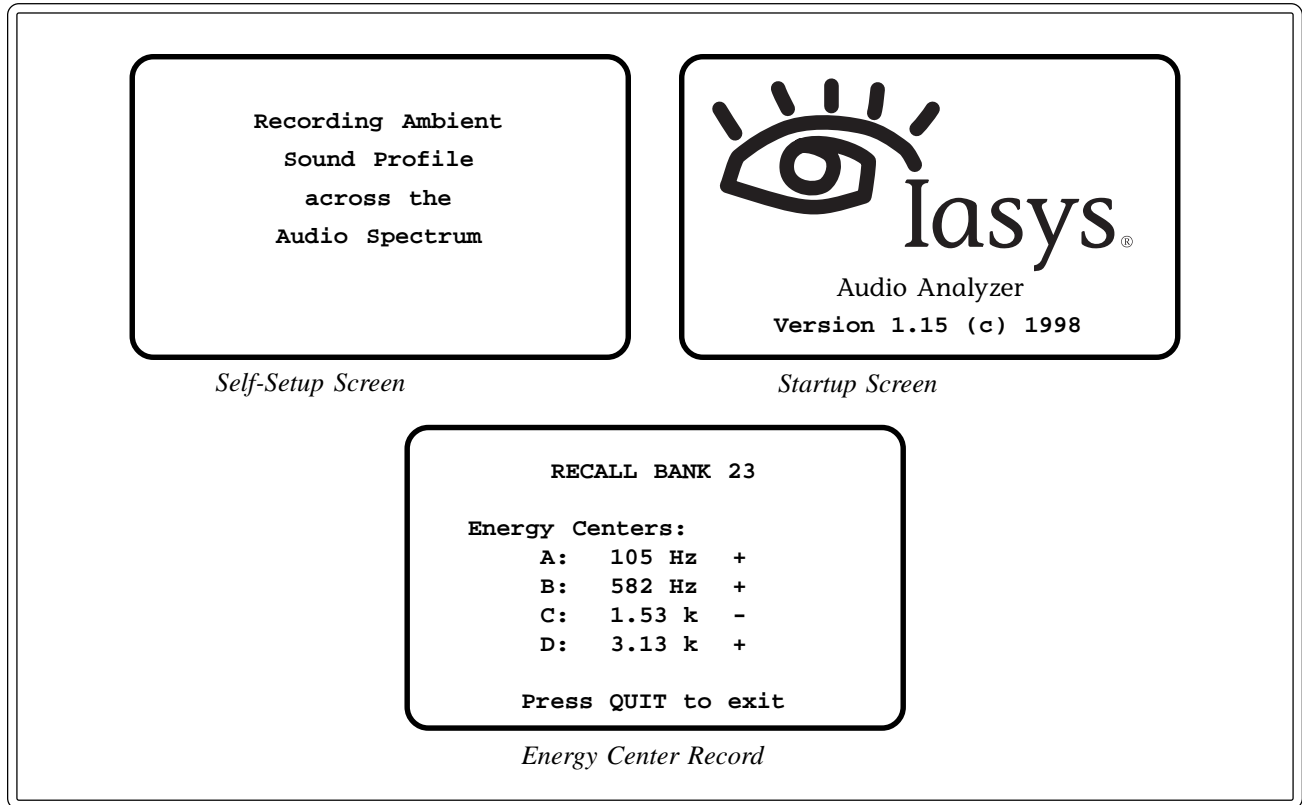 Recording Ambient
Sound Profile
across the
Audio Spectrum
Self-Setup Screen
Iasys®
Audio Analyzer
Version 1.15 (c) 1998
Startup Screen
RECALL BANK 23
Energy Centers:
A: 105 Hz +
B: 582 Hz +
C: 1.53 k -
D: 3.13 k +
Press QUIT to exit
Energy Center Record